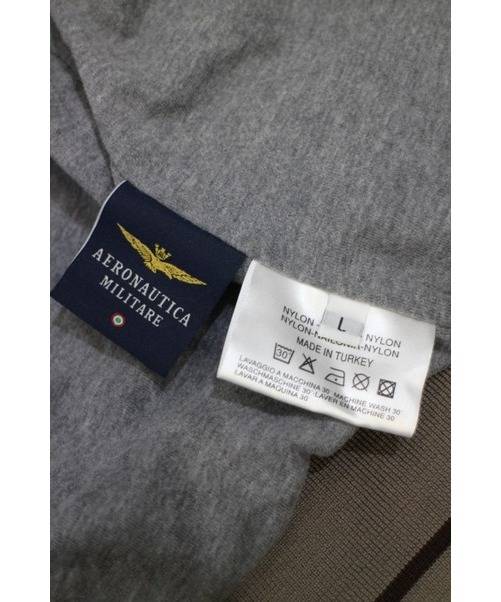 AERONAUTICA
MILITARE
L
NYLON- - NYLON
NYLON- -NYLON
MADE IN TURKEY
30°
LAVAGGIO A MACCHINA 30°. MACHINE WASH 30°
WASCHMASCHINE 30°. LAVER EN MACHINE 30°
LAVAR A MAQUINA 30